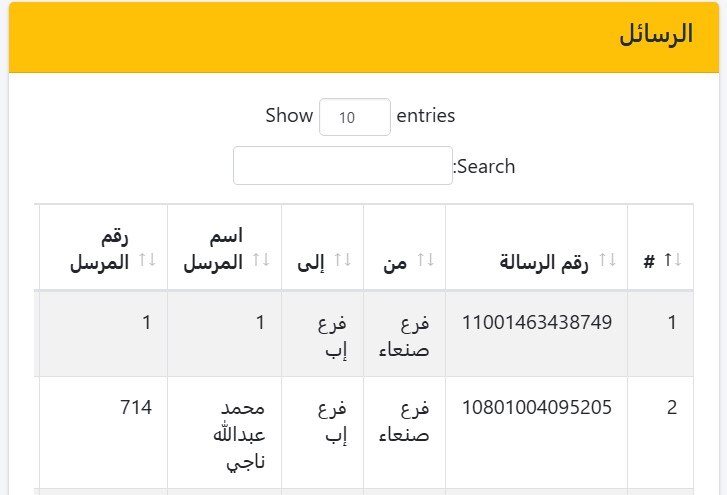 الرسائل
Show 10 entries
Search:
# رقم الرسالة من إلى اسم المرسل رقم المرسل
1 11001463438749 فرع صنعاء فرع إب 1 1
2 10801004095205 فرع صنعاء فرع إب محمد عبدالله ناجي 714